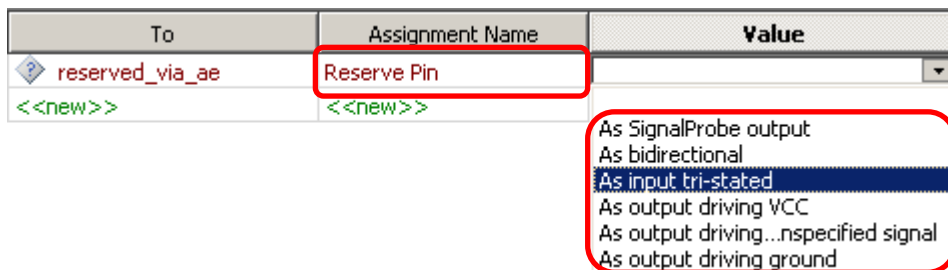 To Assignment Name Value
reserved_via_ae Reserve Pin
<<new>> <<new>>
As SignalProbe output
As bidirectional
As input tri-stated
As output driving VCC
As output driving...nspecified signal
As output driving ground